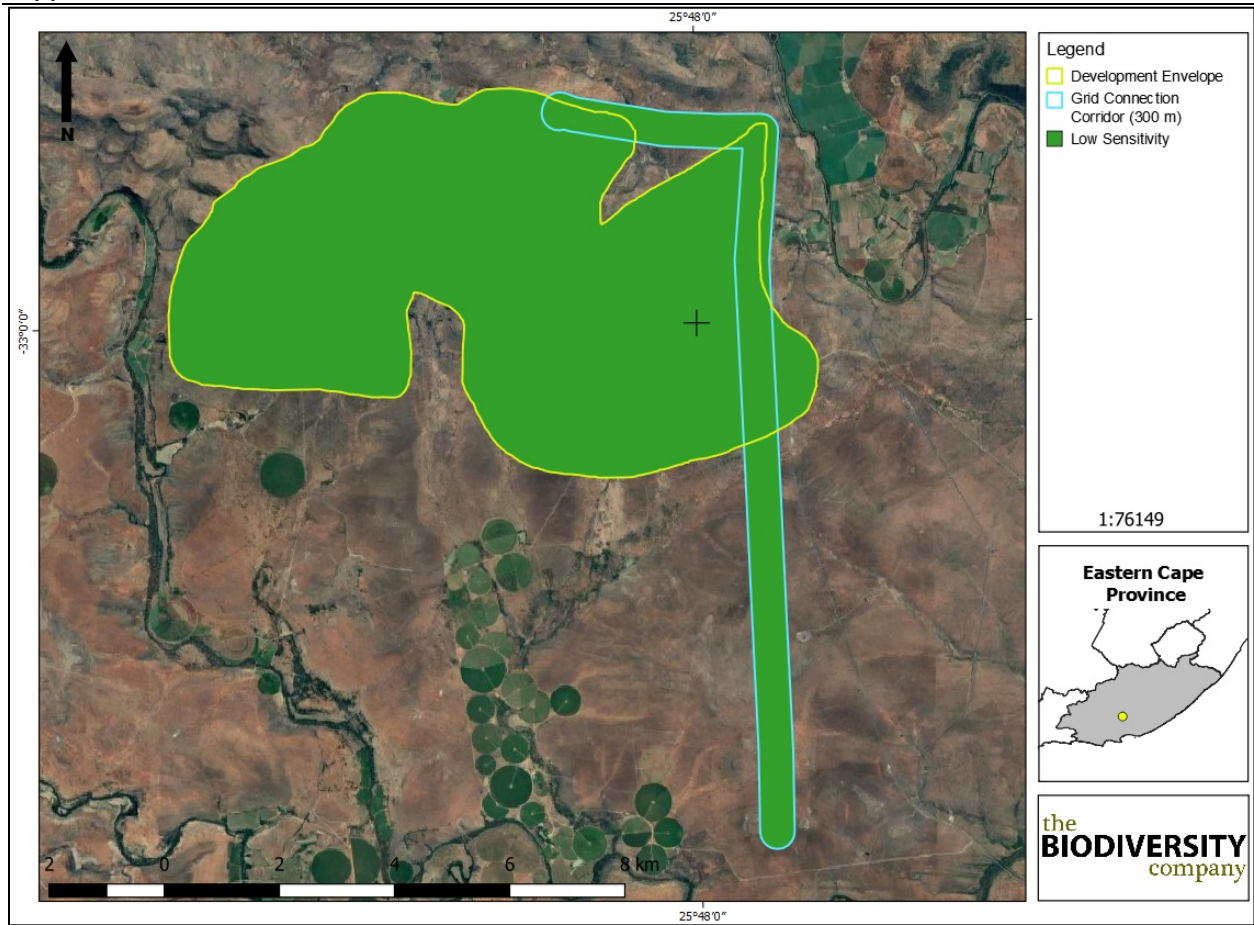 25°48'0"
N
-33°0'0"
Legend
Development Envelope
Grid Connection
Corridor (300 m)
Low Sensitivity
1:76149
Eastern Cape
Province
the
BIODIVERSITY
company
2 0 2 4 6 8 km
25°48'0"